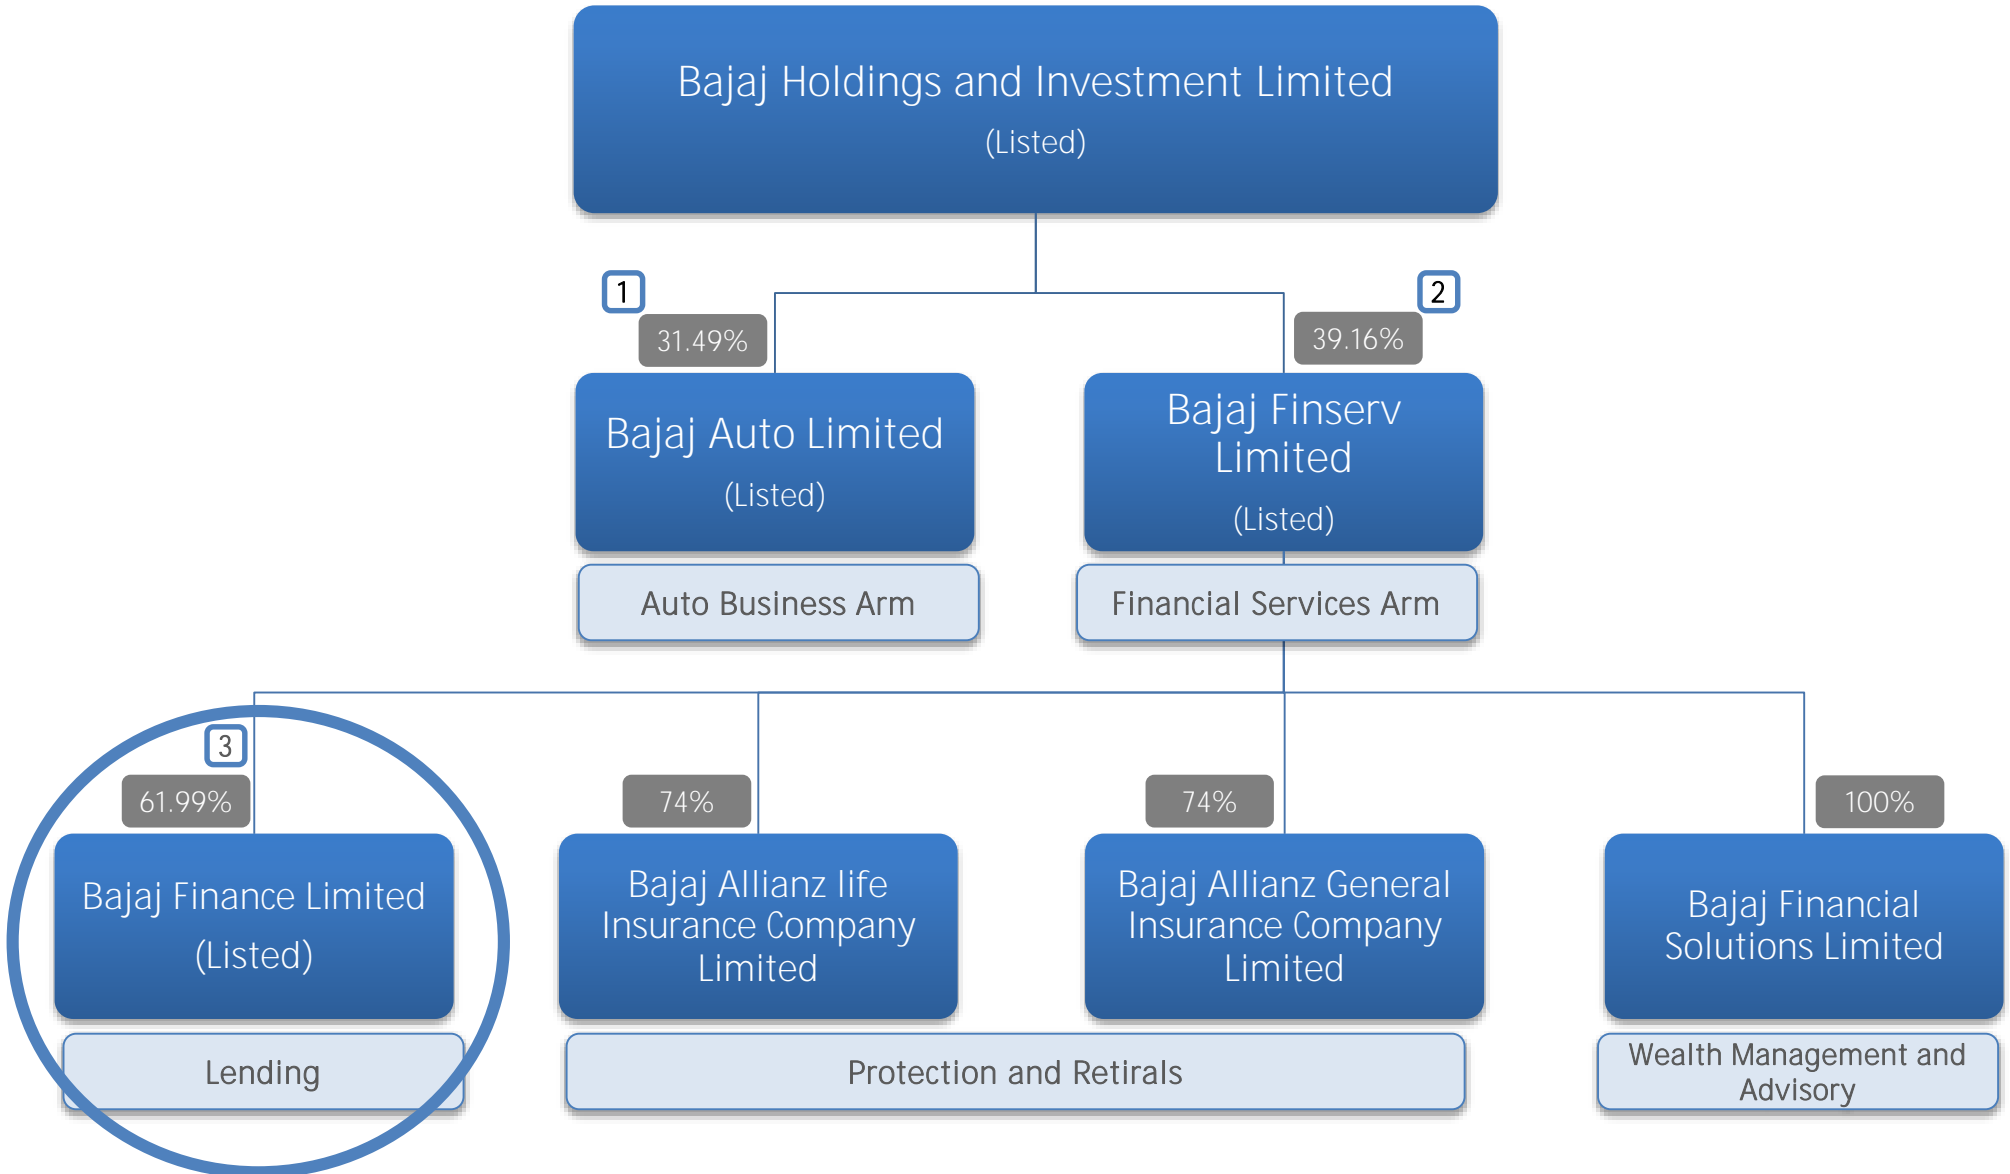 Bajaj Holdings and Investment Limited
(Listed)
1
2
31.49%
39.16%
Bajaj Auto Limited
(Listed)
Bajaj Finserv
Limited
(Listed)
Auto Business Arm
Financial Services Arm
3
61.99%
74%
74%
100%
Bajaj Finance Limited
(Listed)
Bajaj Allianz life
Insurance Company
Limited
Bajaj Allianz General
Insurance Company
Limited
Bajaj Financial
Solutions Limited
Lending
Protection and Retirals
Wealth Management and
Advisory